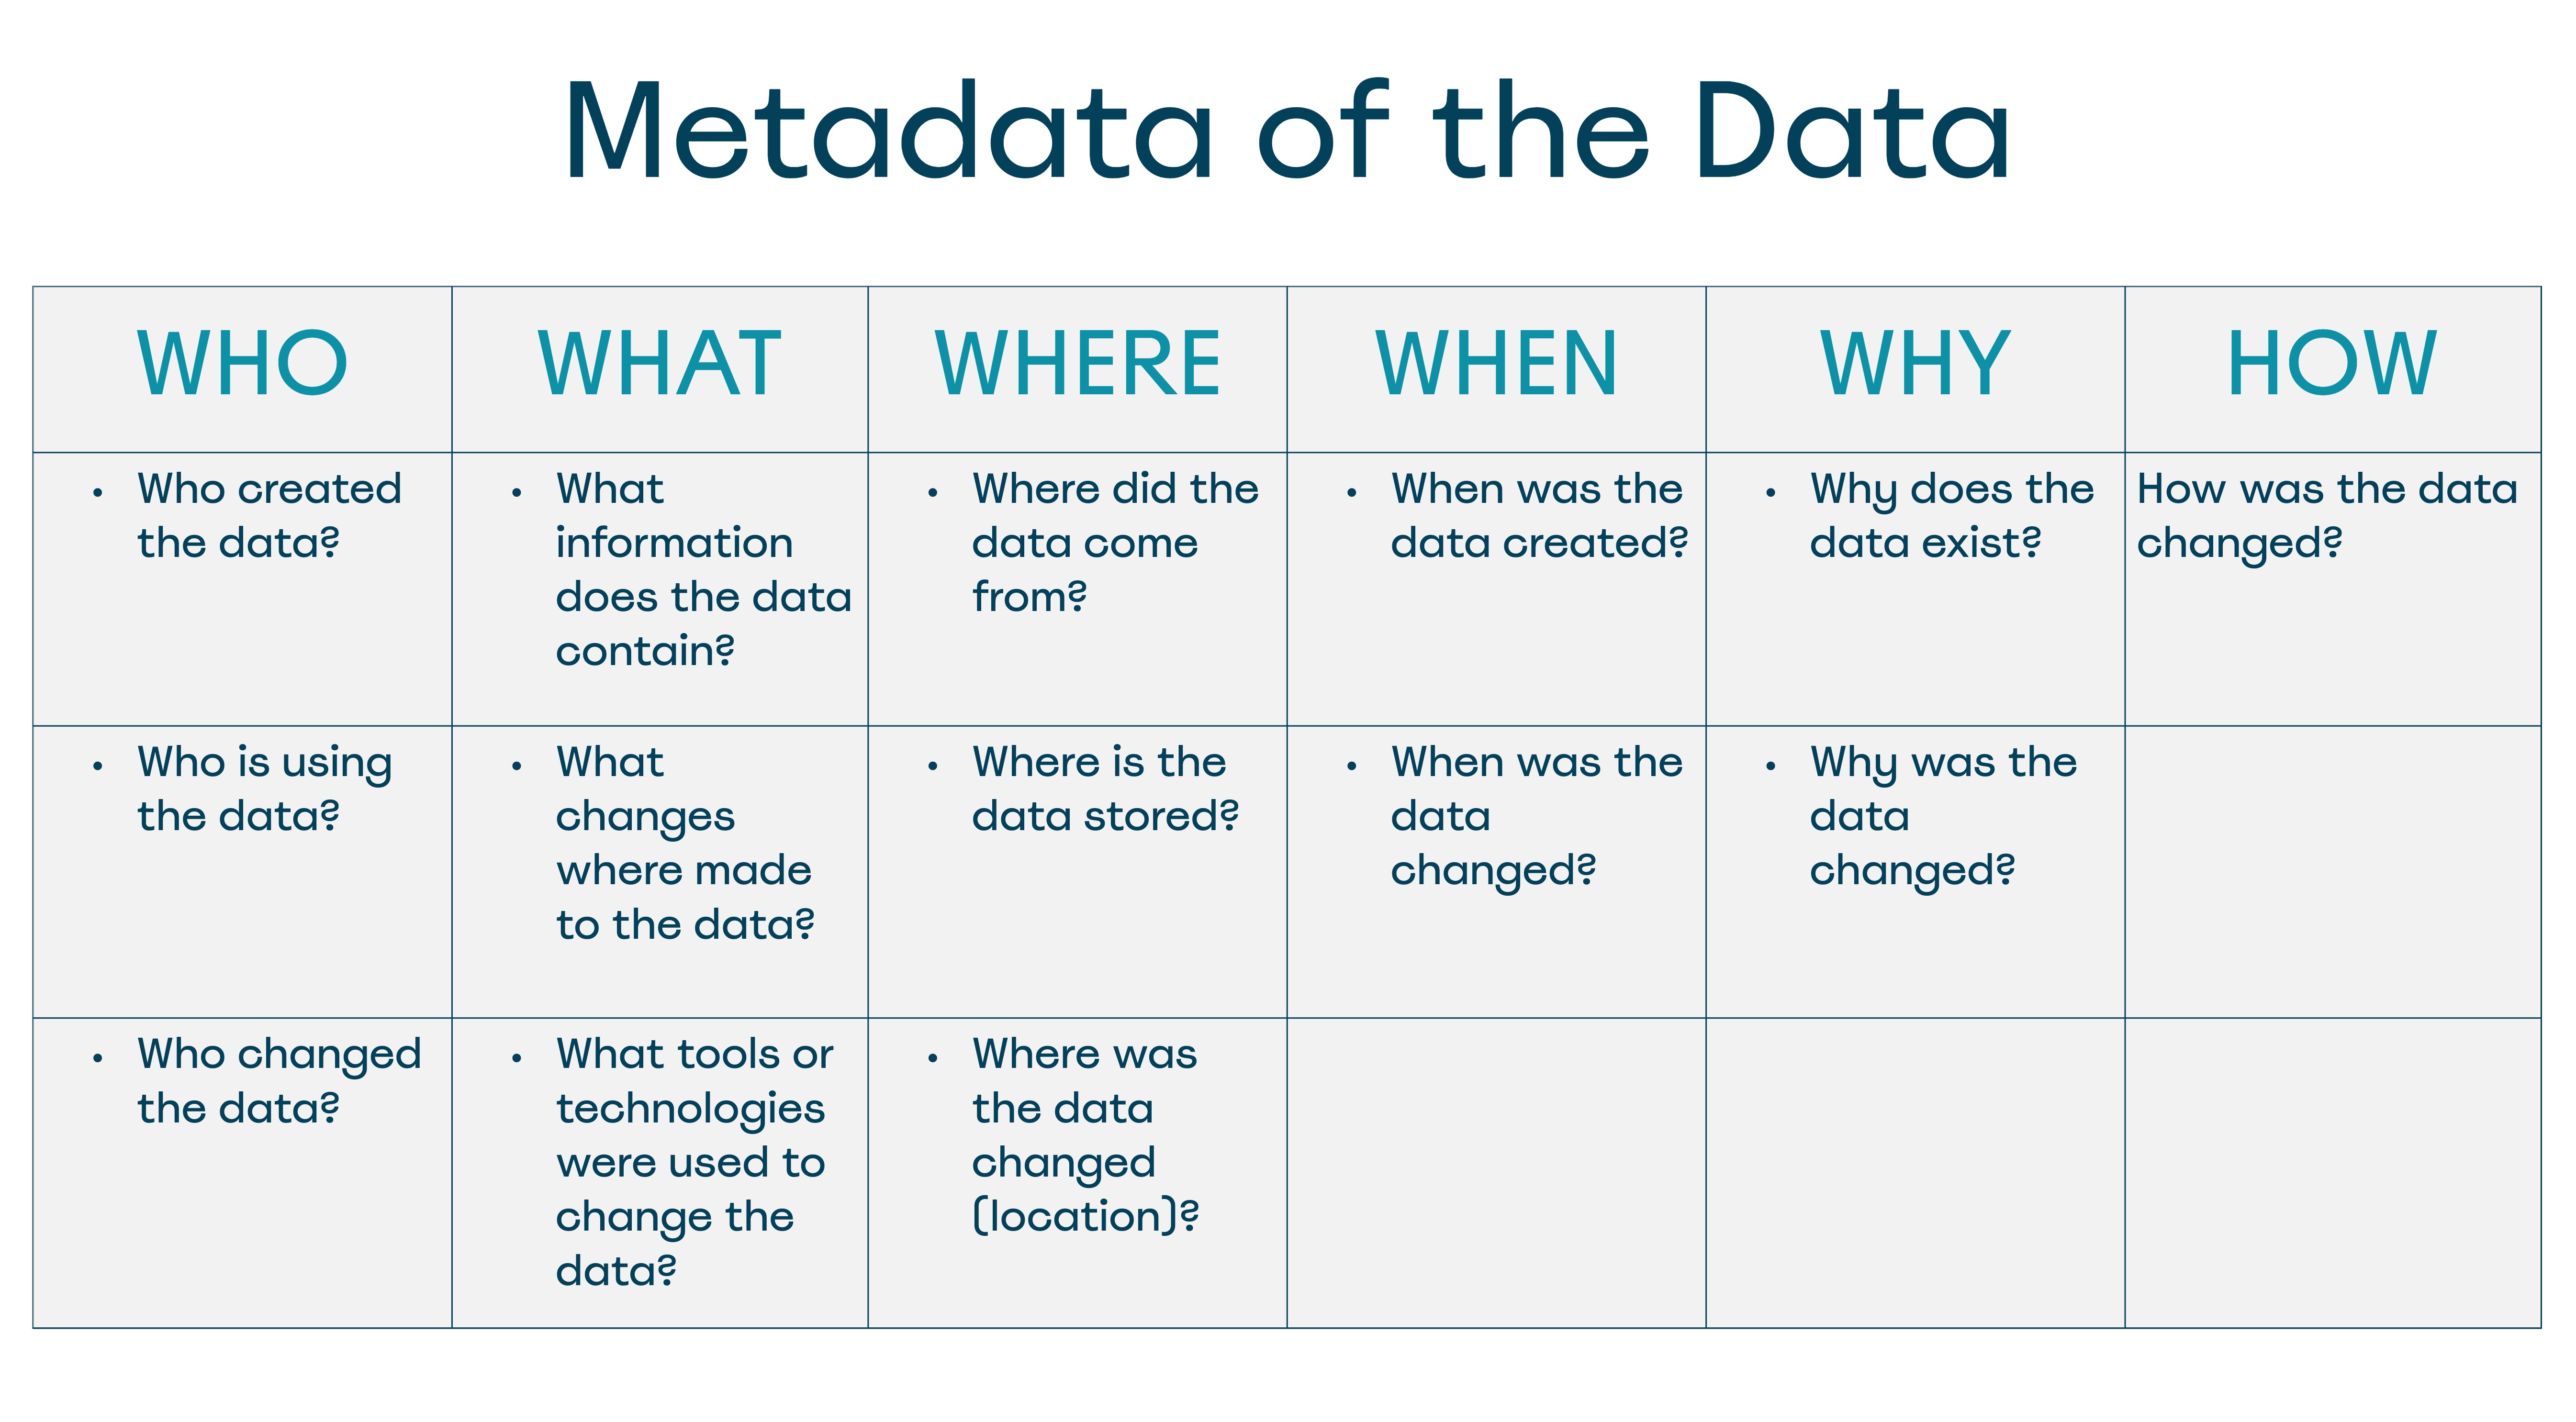 Metadata of the Data
WHO
WHAT
WHERE
WHEN
WHY
HOW
• Who created
the data?
• What
information
does the data
contain?
• Where did the
data come
from?
• When was the
data created?
• Why does the
data exist?
How was the data
changed?
• Who is using
the data?
• What
changes
where made
to the data?
• Where is the
data stored?
• When was the
data
changed?
• Why was the
data
changed?
• Who changed
the data?
• What tools or
technologies
were used to
change the
data?
• Where was
the data
changed
(location)?